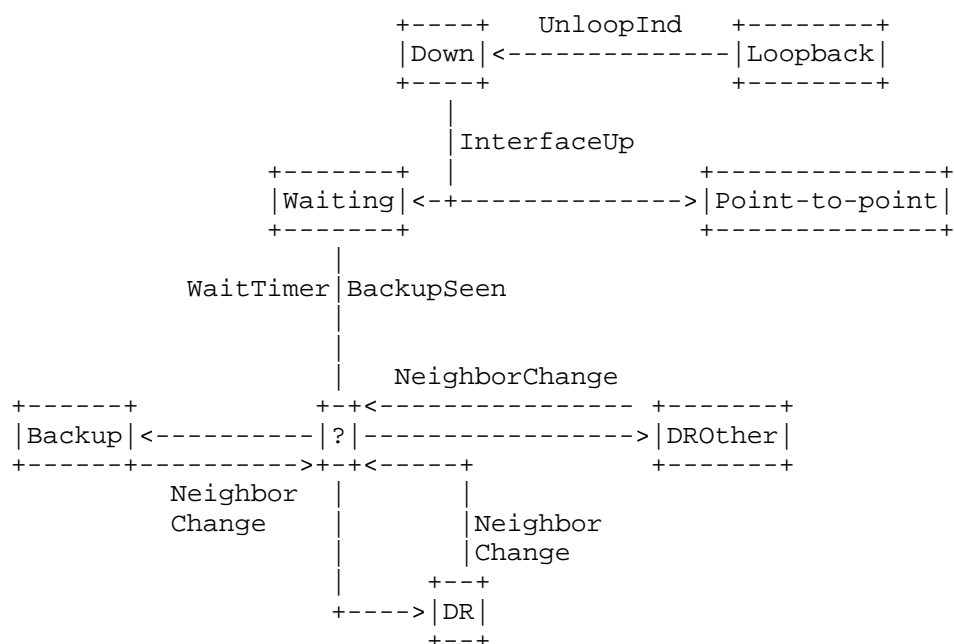 UnloopInd
Down Loopback
InterfaceUp
Waiting Point-to-point
WaitTimer BackupSeen
NeighborChange
Backup ? DROther
Neighbor
Change
Neighbor
Change
DR